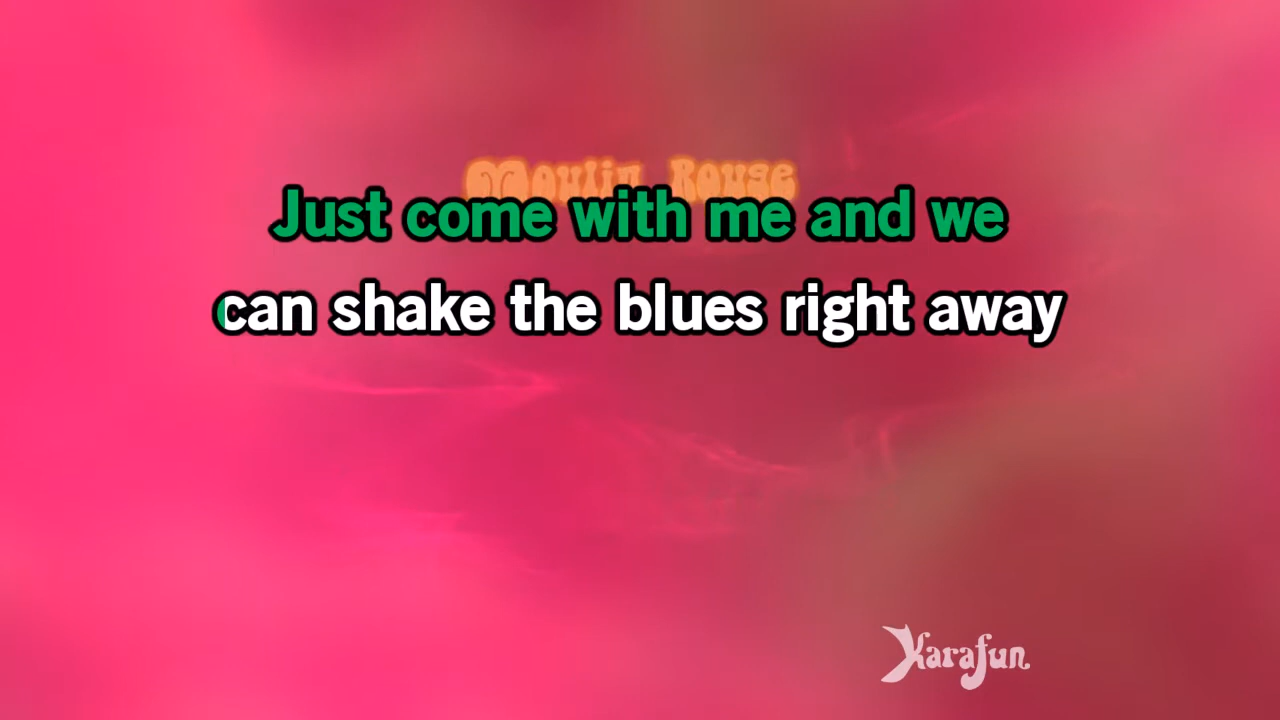 Moulin Rouge
Just come with me and we
can shake the blues right away
Karafun